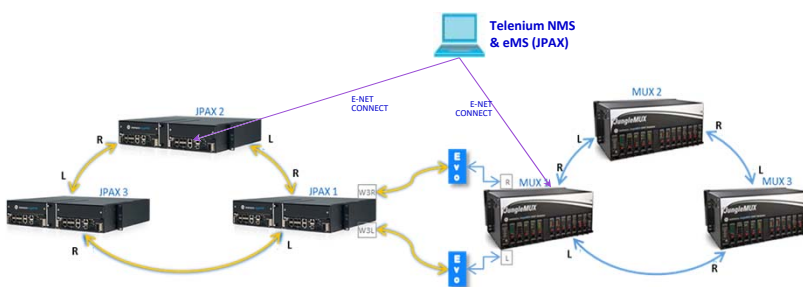 Telenium NMS
& eMS (JPAX)
E-NET
CONNECT
E-NET
CONNECT
JPAX 2
MUX 2
R
L
L
R
JungleMUX
R
L
L
R
JPAX 3
JPAX 1
W3R
Evo
R
MUX
MUX 3
JungleMUX
JungleMUX
W3L
Evo
L
R
L
L
R